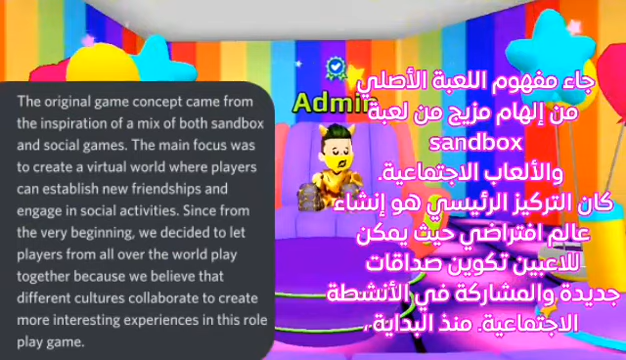 The original game concept came from
the inspiration of a mix of both sandbox
and social games. The main focus was
to create a virtual world where players
can establish new friendships and
engage in social activities. Since from
the very beginning, we decided to let
players from all over the world play
together because we believe that
different cultures collaborate to create
more interesting experiences in this role
play game.
Admin
جاء مفهوم اللعبة الأصلي
من إلهام مزيج من لعبة
sandbox
والألعاب الاجتماعية.
كان التركيز الرئيسي هو إنشاء
عالم افتراضي حيث يمكن
للاعبين تكوين صداقات
جديدة والمشاركة في الأنشطة
الاجتماعية. منذ البداية ،